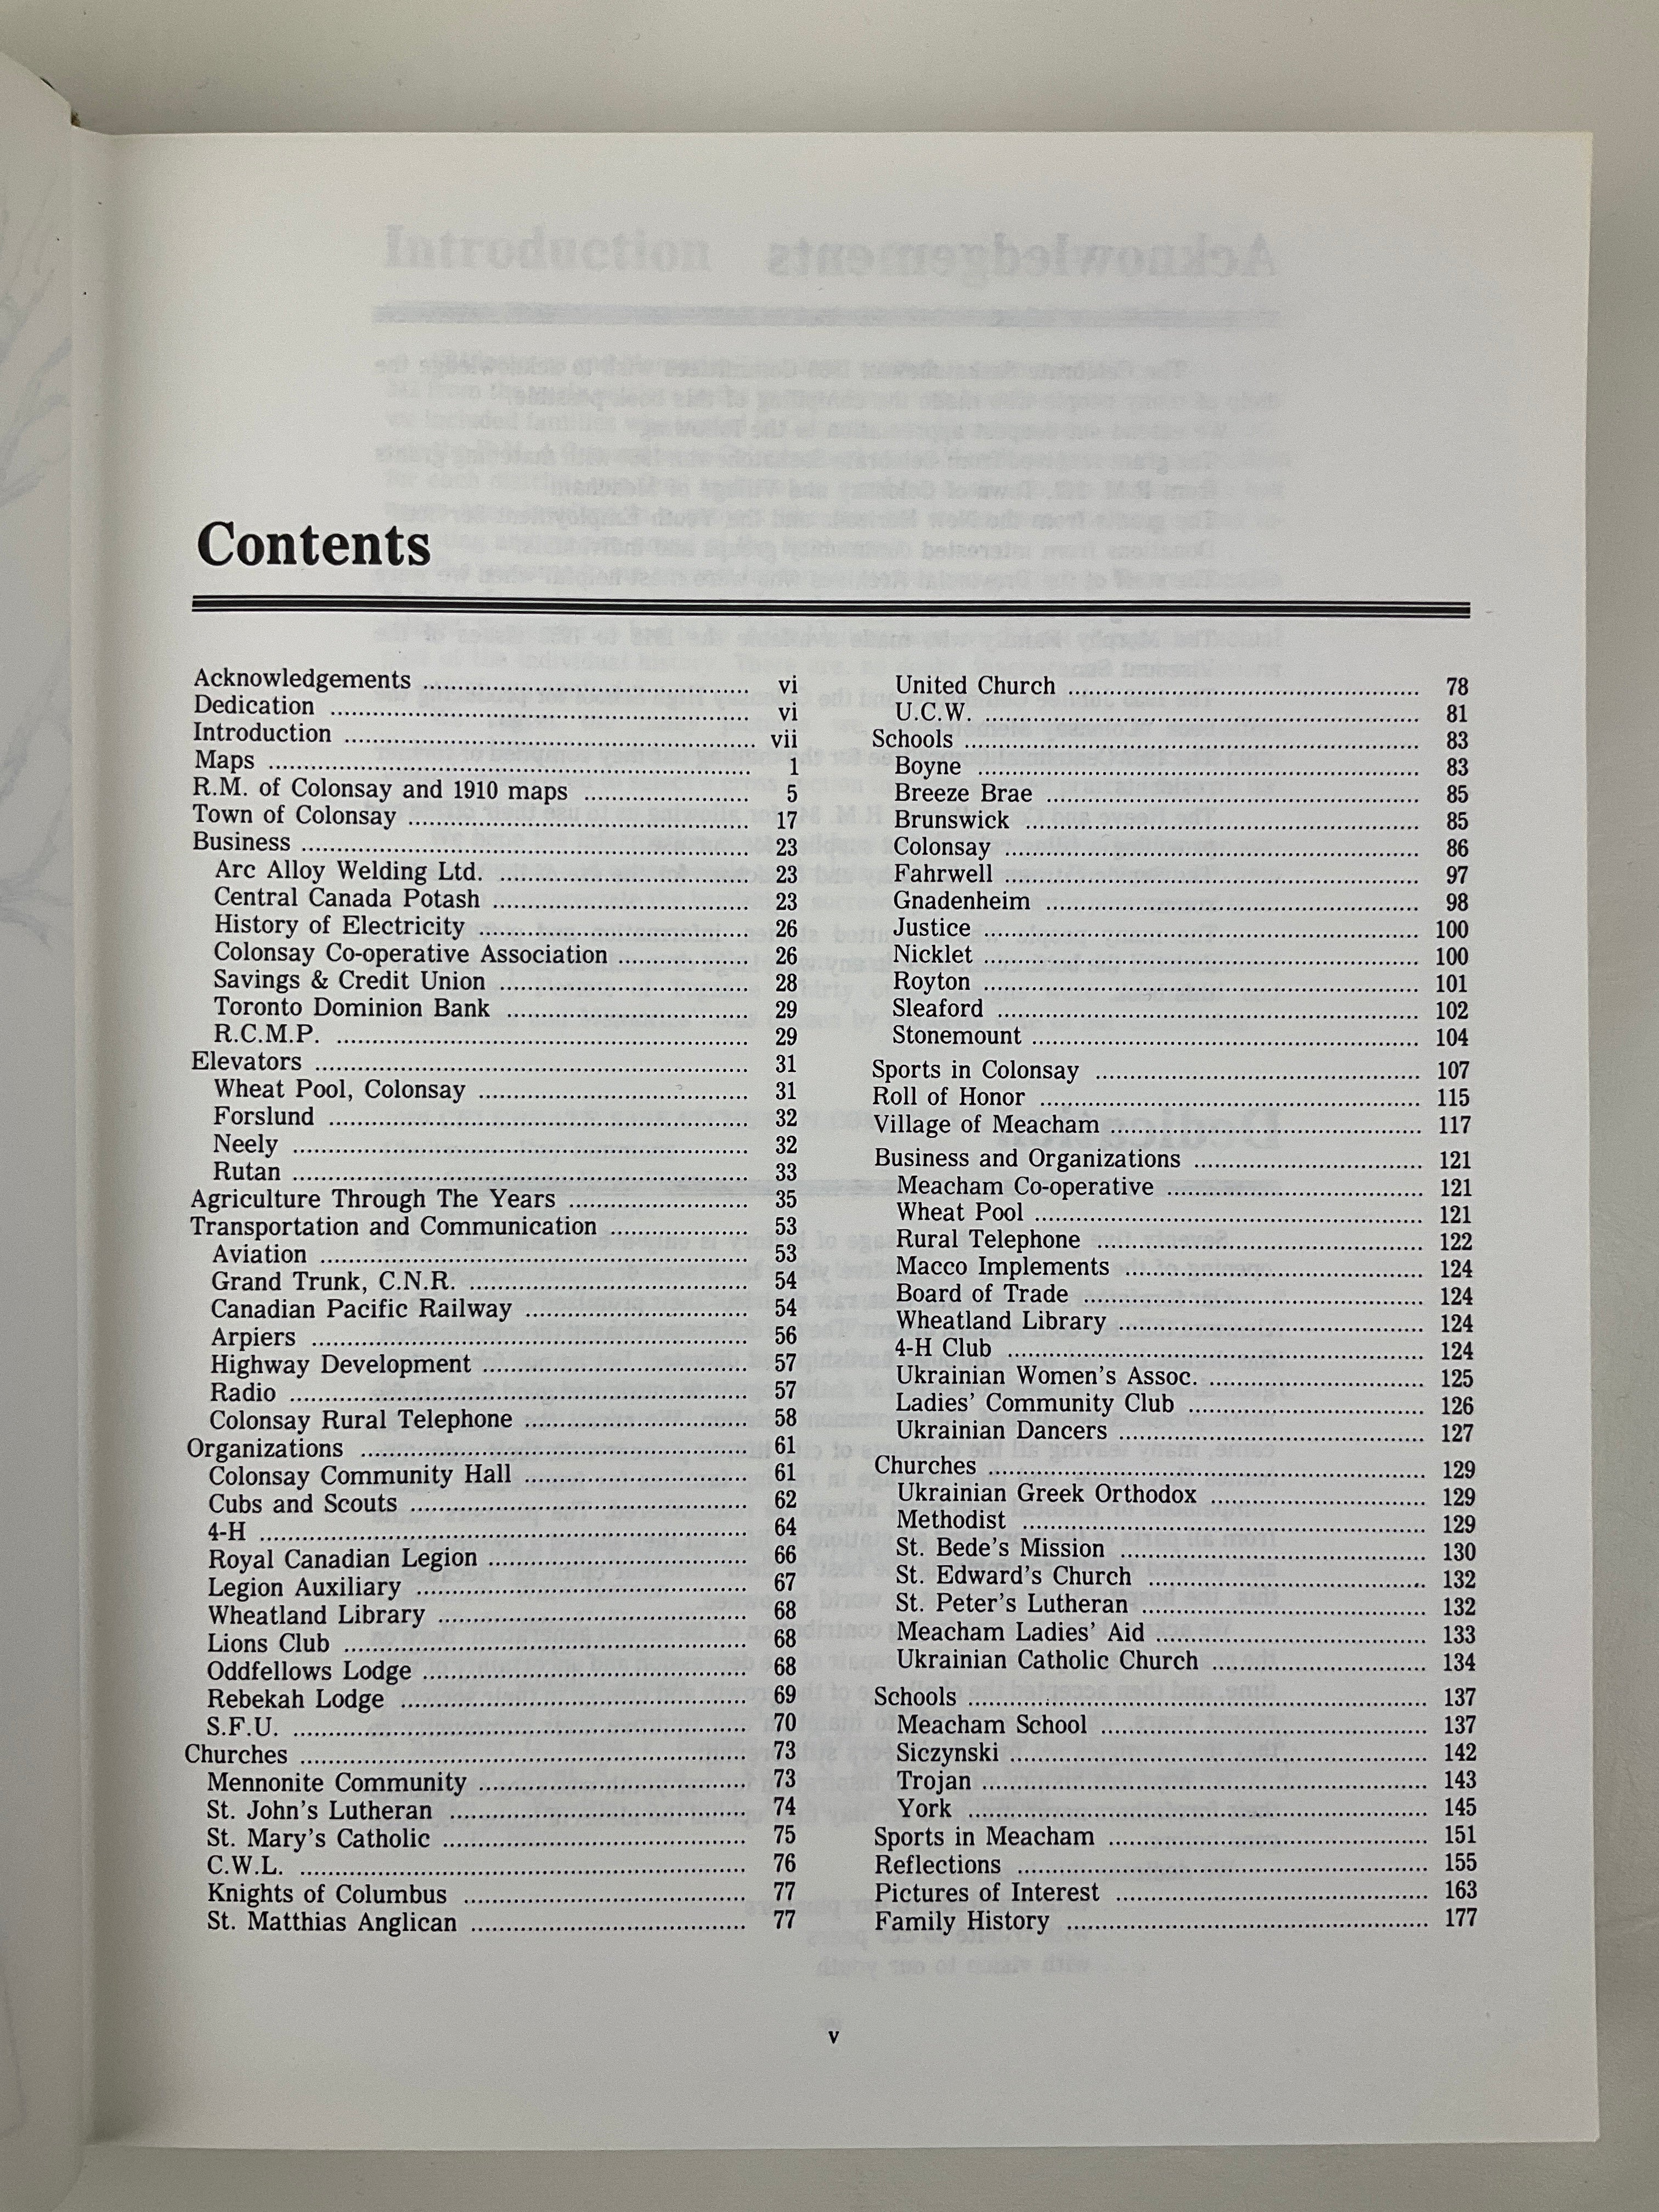 Contents
Acknowledgements ........ vi
Dedication ........ vi
Introduction ........ vii
Maps ........ 1
R.M. of Colonsay and 1910 maps ........ 5
Town of Colonsay ........ 17
Business ........ 23
Arc Alloy Welding Ltd. ........ 23
Central Canada Potash ........ 23
History of Electricity ........ 26
Colonsay Co-operative Association ........ 26
Savings & Credit Union ........ 28
Toronto Dominion Bank ........ 29
R.C.M.P. ........ 29
Elevators ........ 31
Wheat Pool, Colonsay ........ 31
Forslund ........ 32
Neely ........ 32
Rutan ........ 33
Agriculture Through The Years ........ 35
Transportation and Communication ........ 53
Aviation ........ 53
Grand Trunk, C.N.R. ........ 54
Canadian Pacific Railway ........ 54
Arpiers ........ 56
Highway Development ........ 57
Radio ........ 57
Colonsay Rural Telephone ........ 58
Organizations ........ 61
Colonsay Community Hall ........ 61
Cubs and Scouts ........ 62
4-H ........ 64
Royal Canadian Legion ........ 66
Legion Auxiliary ........ 67
Wheatland Library ........ 68
Lions Club ........ 68
Oddfellows Lodge ........ 68
Rebekah Lodge ........ 69
S.F.U. ........ 70
Churches ........ 73
Mennonite Community ........ 73
St. John's Lutheran ........ 74
St. Mary's Catholic ........ 75
C.W.L. ........ 76
Knights of Columbus ........ 77
St. Matthias Anglican ........ 77
United Church ........ 78
U.C.W. ........ 81
Schools ........ 83
Boyne ........ 83
Breeze Brae ........ 85
Brunswick ........ 85
Colonsay ........ 86
Fahrwell ........ 97
Gnadenheim ........ 98
Justice ........ 100
Nicklet ........ 100
Royton ........ 101
Sleaford ........ 102
Stonemount ........ 104
Sports in Colonsay ........ 107
Roll of Honor ........ 115
Village of Meacham ........ 117
Business and Organizations ........ 121
Meacham Co-operative ........ 121
Wheat Pool ........ 121
Rural Telephone ........ 122
Macco Implements ........ 124
Board of Trade ........ 124
Wheatland Library ........ 124
4-H Club ........ 124
Ukrainian Women's Assoc. ........ 125
Ladies' Community Club ........ 126
Ukrainian Dancers ........ 127
Churches ........ 129
Ukrainian Greek Orthodox ........ 129
Methodist ........ 129
St. Bede's Mission ........ 130
St. Edward's Church ........ 132
St. Peter's Lutheran ........ 132
Meacham Ladies' Aid ........ 133
Ukrainian Catholic Church ........ 134
Schools ........ 137
Meacham School ........ 137
Siczynski ........ 142
Trojan ........ 143
York ........ 145
Sports in Meacham ........ 151
Reflections ........ 155
Pictures of Interest ........ 163
Family History ........ 177
v